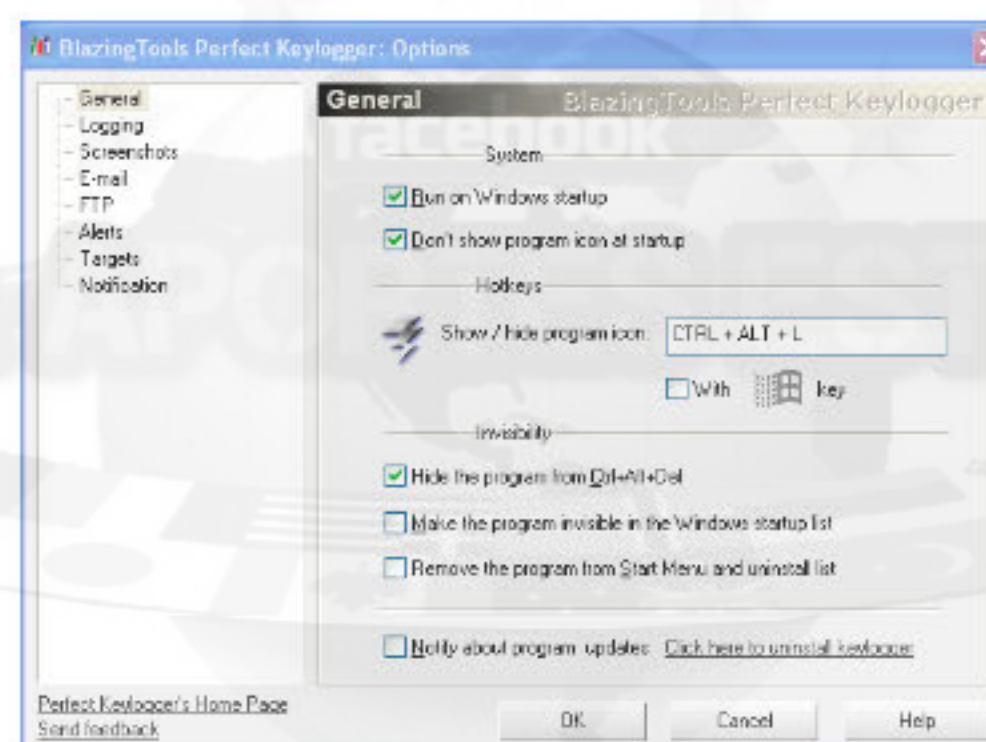 BlazingTools Perfect Keylogger: Options
General
Logging
Screenshots
E-mail
FTP
Alerts
Targets
Notification
General
BlazingTools Perfect Keylogger
facebook
System
Run on Windows startup
Don't show program icon at startup
Hotkeys
Show / hide program icon:
CTRL + ALT + L
With
key
Invisibility
Hide the program from Ctrl+Alt+Del
Make the program invisible in the Windows startup list
Remove the program from Start Menu and uninstall list
Notify about program updates
Click here to uninstall keylogger
Perfect Keylogger's Home Page
Send feedback
OK
Cancel
Help